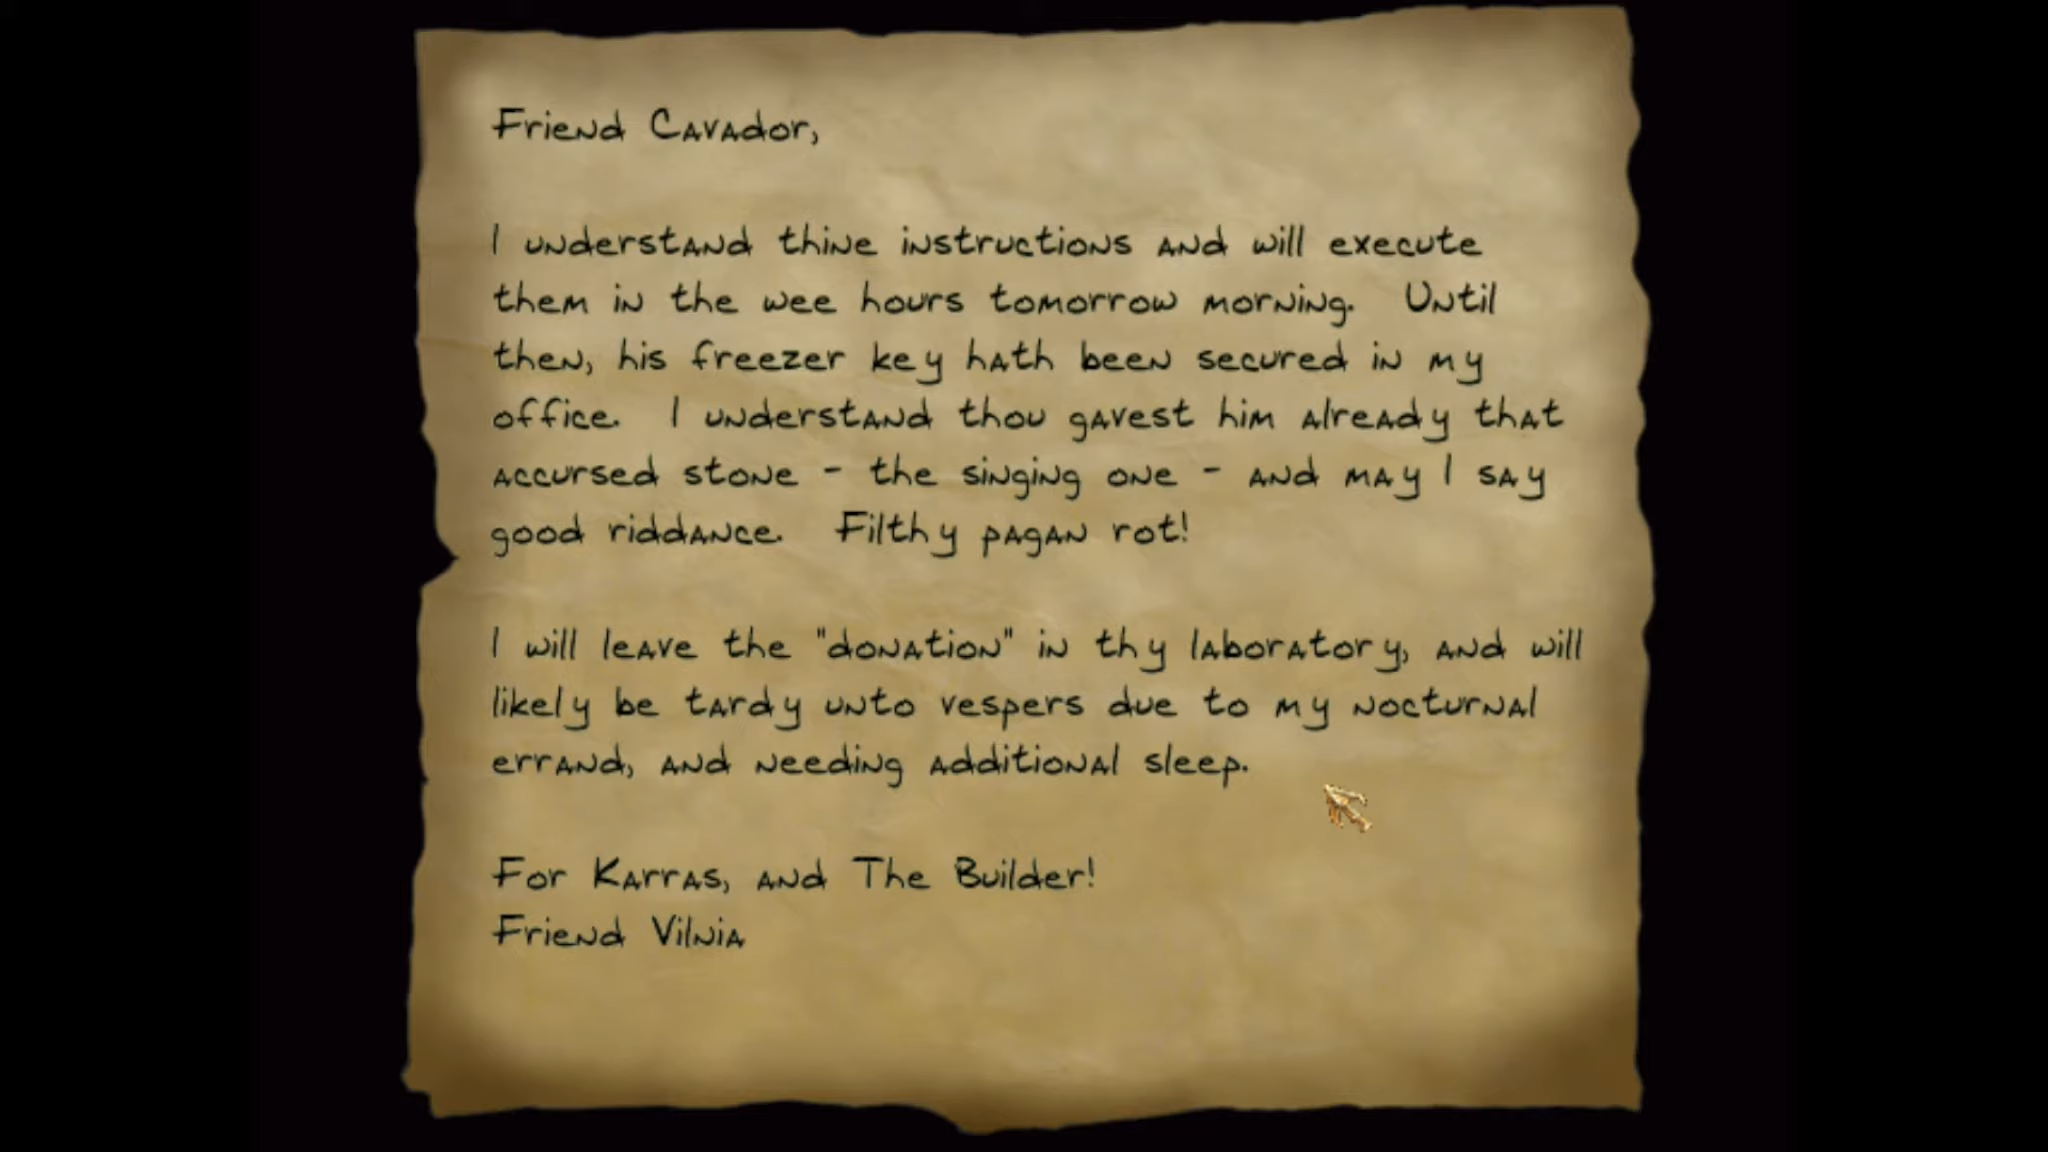 Friend Cavador,
I understand thine instructions and will execute
them in the wee hours tomorrow morning. Until
then, his freezer key hath been secured in my
office. I understand thou gavest him already that
accursed stone - the singing one - and may I say
good riddance. Filthy pagan rot!
I will leave the "donation" in thy laboratory, and will
likely be tardy unto vespers due to my nocturnal
errand, and needing additional sleep.
For Karras, and The Builder!
Friend Vilnia